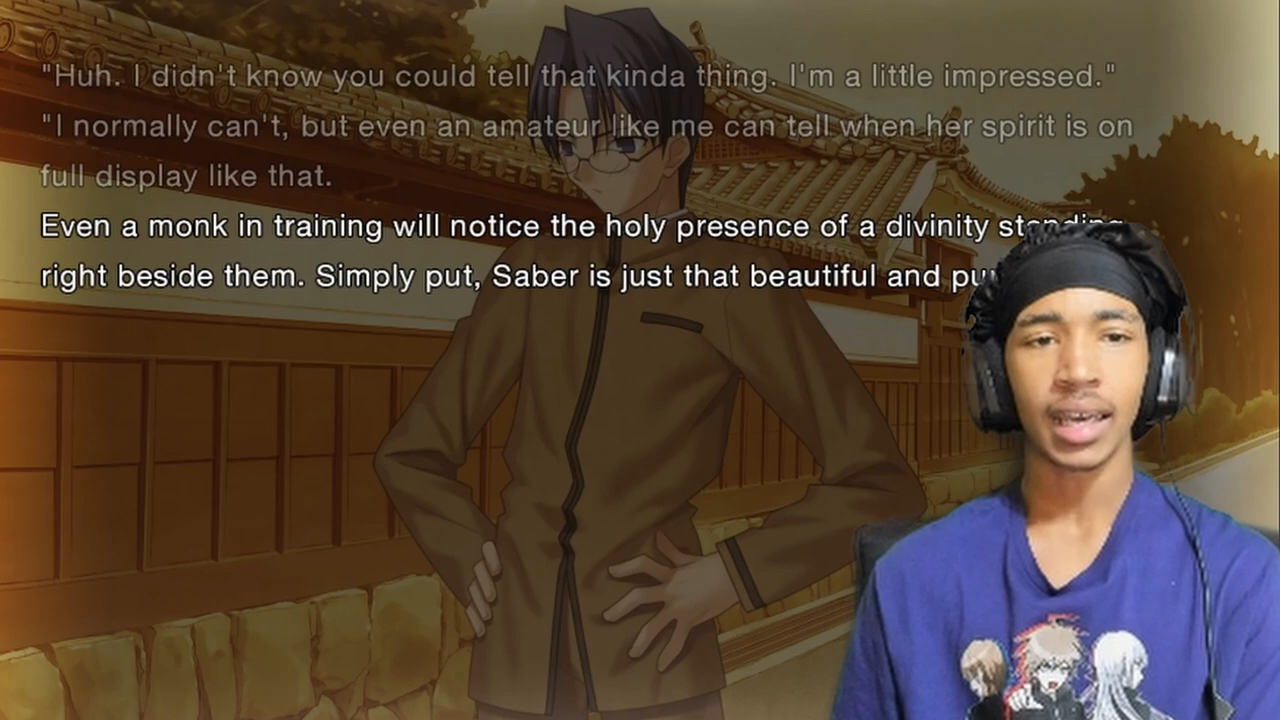 "Huh. I didn't know you could tell that kinda thing. I'm a little impressed."
"I normally can't, but even an amateur like me can tell when her spirit is on
full display like that.
Even a monk in training will notice the holy presence of a divinity standing
right beside them. Simply put, Saber is just that beautiful and